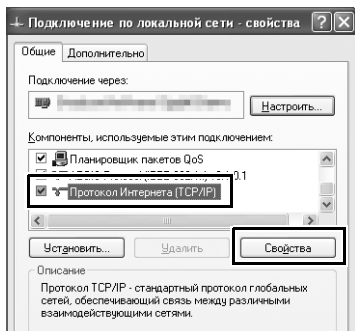 Подключение по локальной сети - свойства
Общие Дополнительно
Подключение через:
Настроить...
Компоненты, используемые этим подключением:
Планировщик пакетов QoS
0.1
Протокол Интернета (TCP/IP)
Установить... Удалить Свойства
Описание
Протокол TCP/IP - стандартный протокол глобальных
сетей, обеспечивающий связь между различными
взаимодействующими сетями.